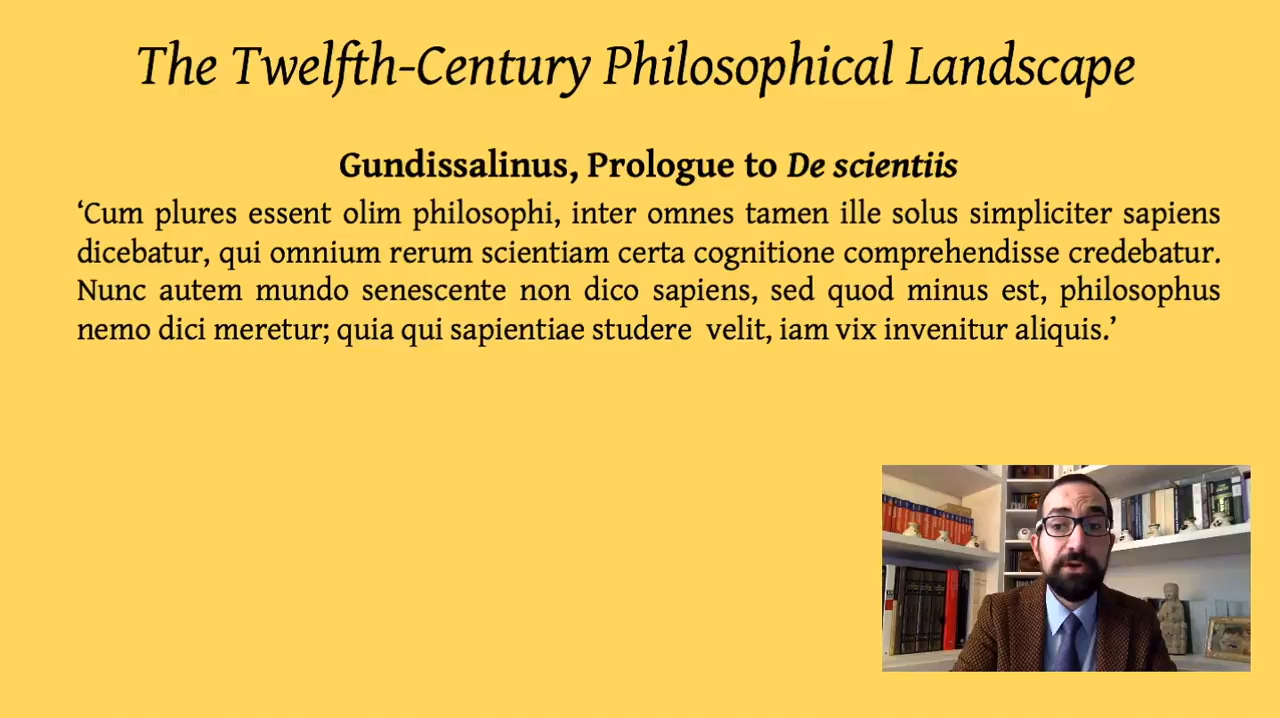 The Twelfth-Century Philosophical Landscape
Gundissalinus, Prologue to De scientiis
‘Cum plures essent olim philosophi, inter omnes tamen ille solus simpliciter sapiens
dicebatur, qui omnium rerum scientiam certa cognitione comprehendisse credebatur.
Nunc autem mundo senescente non dico sapiens, sed quod minus est, philosophus
nemo dici meretur; quia qui sapientiae studere velit, iam vix invenitur aliquis.’